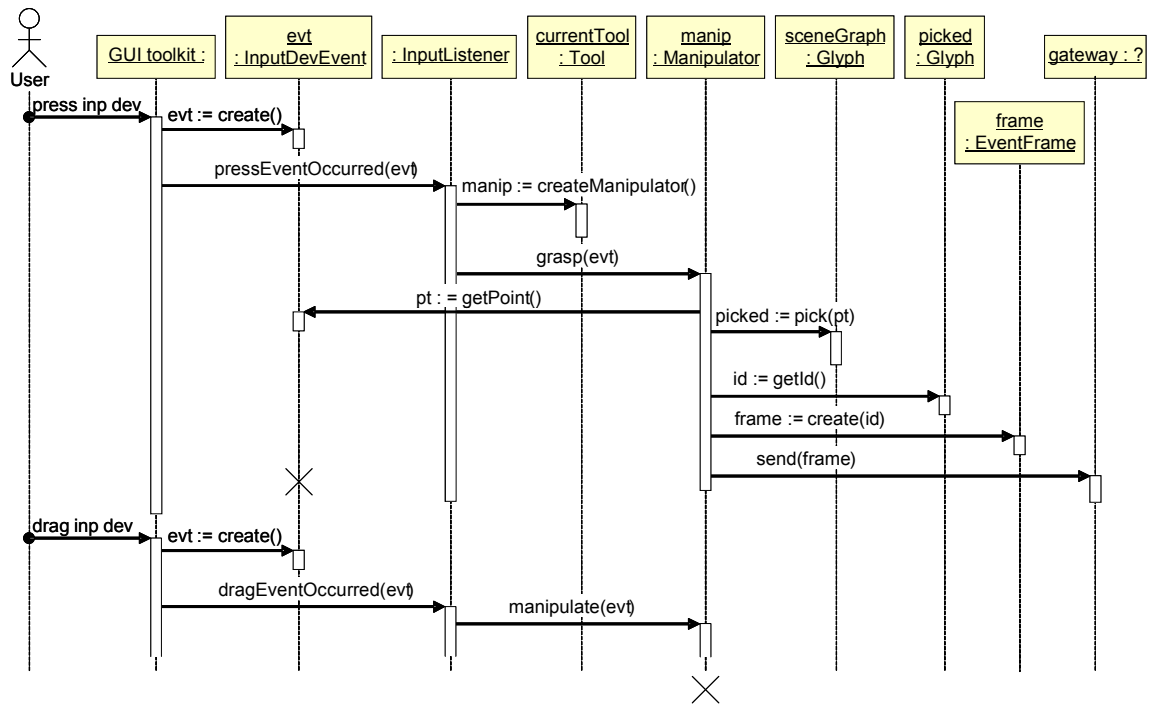 User
GUI toolkit :
evt
: InputDevEvent
: InputListener
currentTool
: Tool
manip
: Manipulator
sceneGraph
: Glyph
picked
: Glyph
gateway : ?
frame
: EventFrame
press inp dev
evt := create()
pressEventOccurred(evt)
manip := createManipulator()
grasp(evt)
pt : = getPoint()
picked := pick(pt)
id := getId()
frame := create(id)
send(frame)
drag inp dev
evt := create()
dragEventOccurred(evt)
manipulate(evt)